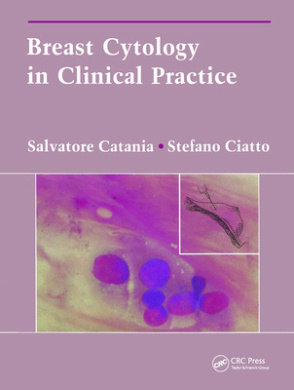 Breast Cytology
in Clinical Practice
Salvatore Catania • Stefano Ciatto
CRC Press
Taylor & Francis Group